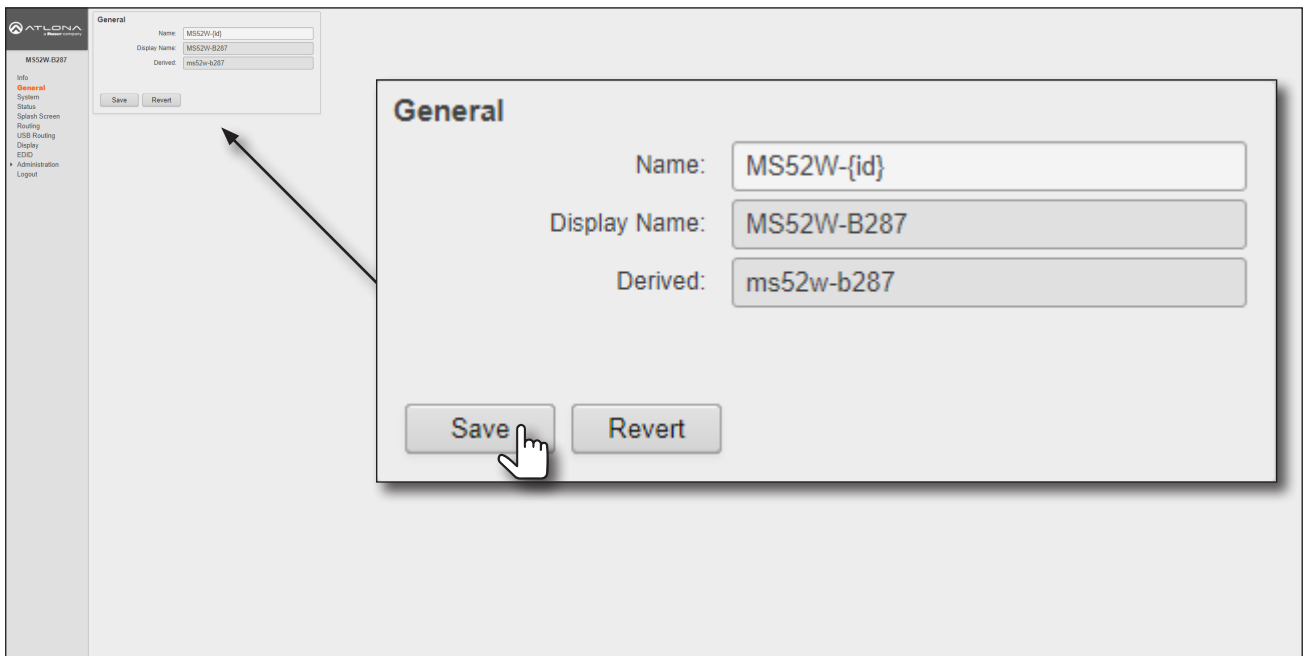 ATLONA
a Panduit company
MS52W-B287
Info
General
System
Status
Splash Screen
Routing
USB Routing
Display
EDID
Administration
Logout
General
Name: MS52W-{id}
Display Name: MS52W-B287
Derived: ms52w-b287
Save Revert
General
Name: MS52W-{id}
Display Name: MS52W-B287
Derived: ms52w-b287
Save Revert